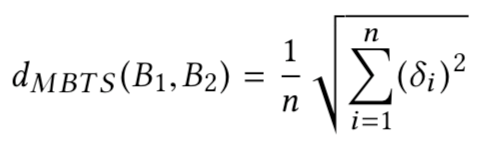 d_{MBTS}(B_1, B_2) = \frac{1}{n} \sqrt{\sum_{i=1}^{n} (\delta_i)^2}